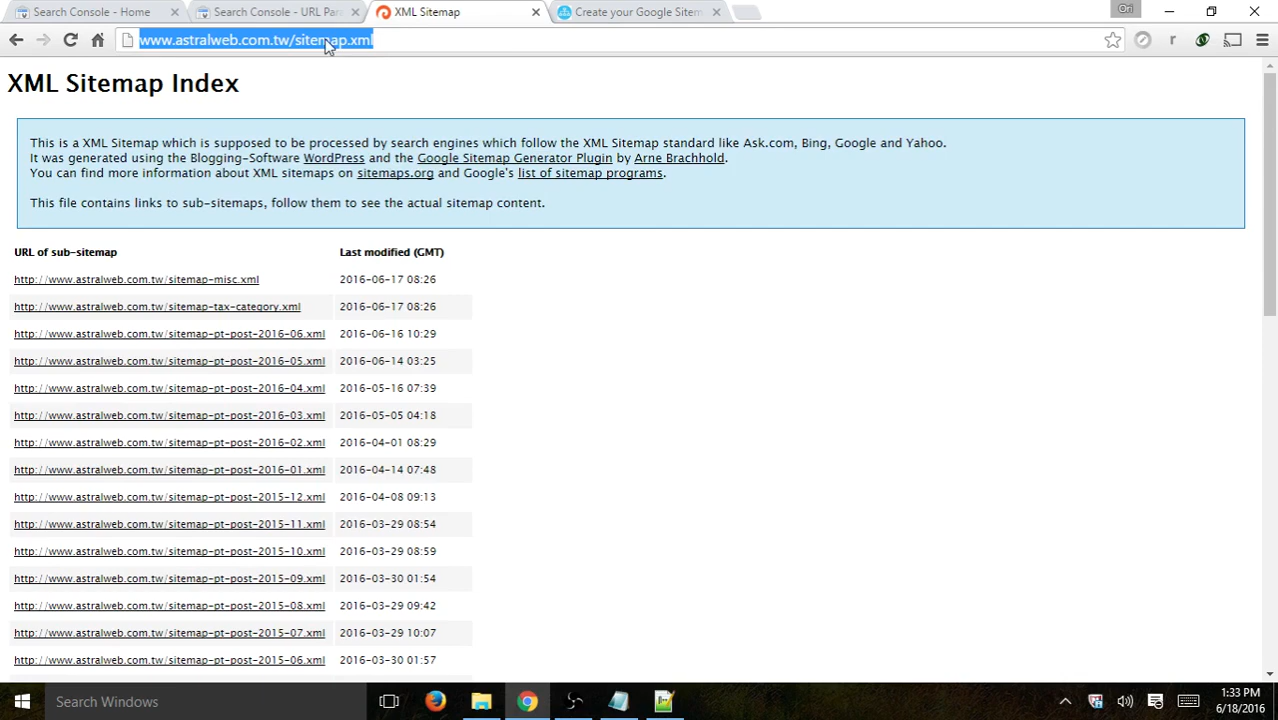 Search Console - Home
Search Console - URL Para
XML Sitemap
Create your Google Sitem
Ori
www.astralweb.com.tw/sitemap.xml
XML Sitemap Index
This is a XML Sitemap which is supposed to be processed by search engines which follow the XML Sitemap standard like Ask.com, Bing, Google and Yahoo.
It was generated using the Blogging-Software WordPress and the Google Sitemap Generator Plugin by Arne Brachhold.
You can find more information about XML sitemaps on sitemaps.org and Google's list of sitemap programs.
This file contains links to sub-sitemaps, follow them to see the actual sitemap content.
URL of sub-sitemap Last modified (GMT)
http://www.astralweb.com.tw/sitemap-misc.xml 2016-06-17 08:26
http://www.astralweb.com.tw/sitemap-tax-category.xml 2016-06-17 08:26
http://www.astralweb.com.tw/sitemap-pt-post-2016-06.xml 2016-06-16 10:29
http://www.astralweb.com.tw/sitemap-pt-post-2016-05.xml 2016-06-14 03:25
http://www.astralweb.com.tw/sitemap-pt-post-2016-04.xml 2016-05-16 07:39
http://www.astralweb.com.tw/sitemap-pt-post-2016-03.xml 2016-05-05 04:18
http://www.astralweb.com.tw/sitemap-pt-post-2016-02.xml 2016-04-01 08:29
http://www.astralweb.com.tw/sitemap-pt-post-2016-01.xml 2016-04-14 07:48
http://www.astralweb.com.tw/sitemap-pt-post-2015-12.xml 2016-04-08 09:13
http://www.astralweb.com.tw/sitemap-pt-post-2015-11.xml 2016-03-29 08:54
http://www.astralweb.com.tw/sitemap-pt-post-2015-10.xml 2016-03-29 08:59
http://www.astralweb.com.tw/sitemap-pt-post-2015-09.xml 2016-03-30 01:54
http://www.astralweb.com.tw/sitemap-pt-post-2015-08.xml 2016-03-29 09:42
http://www.astralweb.com.tw/sitemap-pt-post-2015-07.xml 2016-03-29 10:07
http://www.astralweb.com.tw/sitemap-pt-post-2015-06.xml 2016-03-30 01:57
Search Windows
1:33 PM
6/18/2016